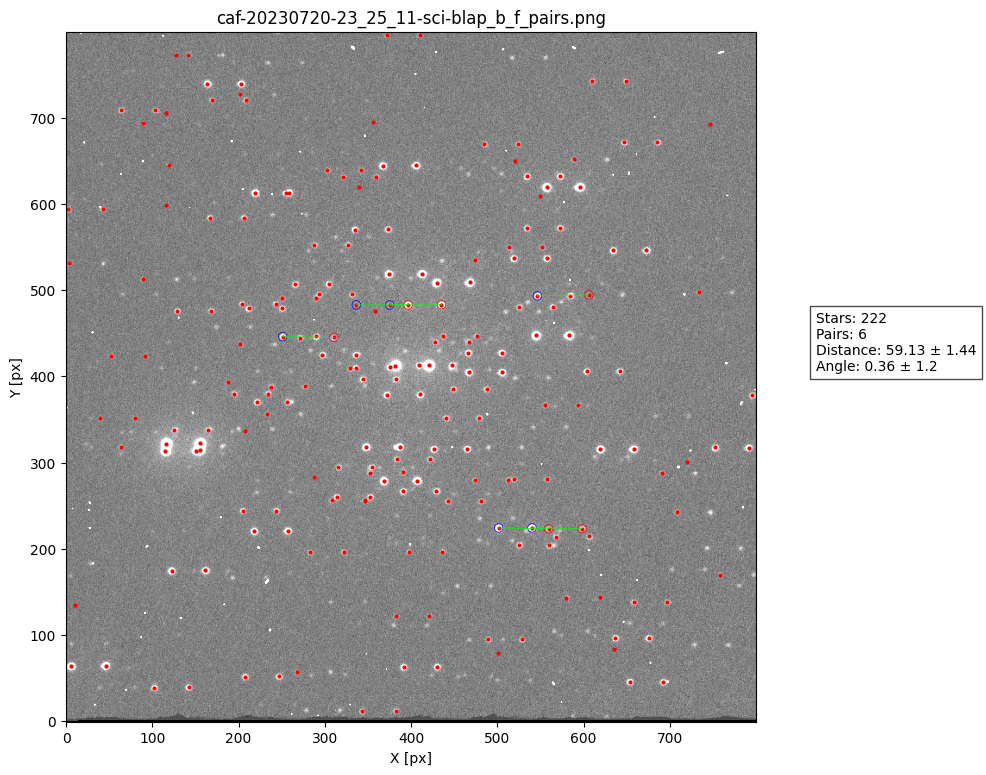 caf-20230720-23_25_11-sci-blap_b_f_pairs.png
700
600
500
400
300
200
100
0
Y [px]
0 100 200 300 400 500 600 700
X [px]
Stars: 222
Pairs: 6
Distance: 59.13 ± 1.44
Angle: 0.36 ± 1.2